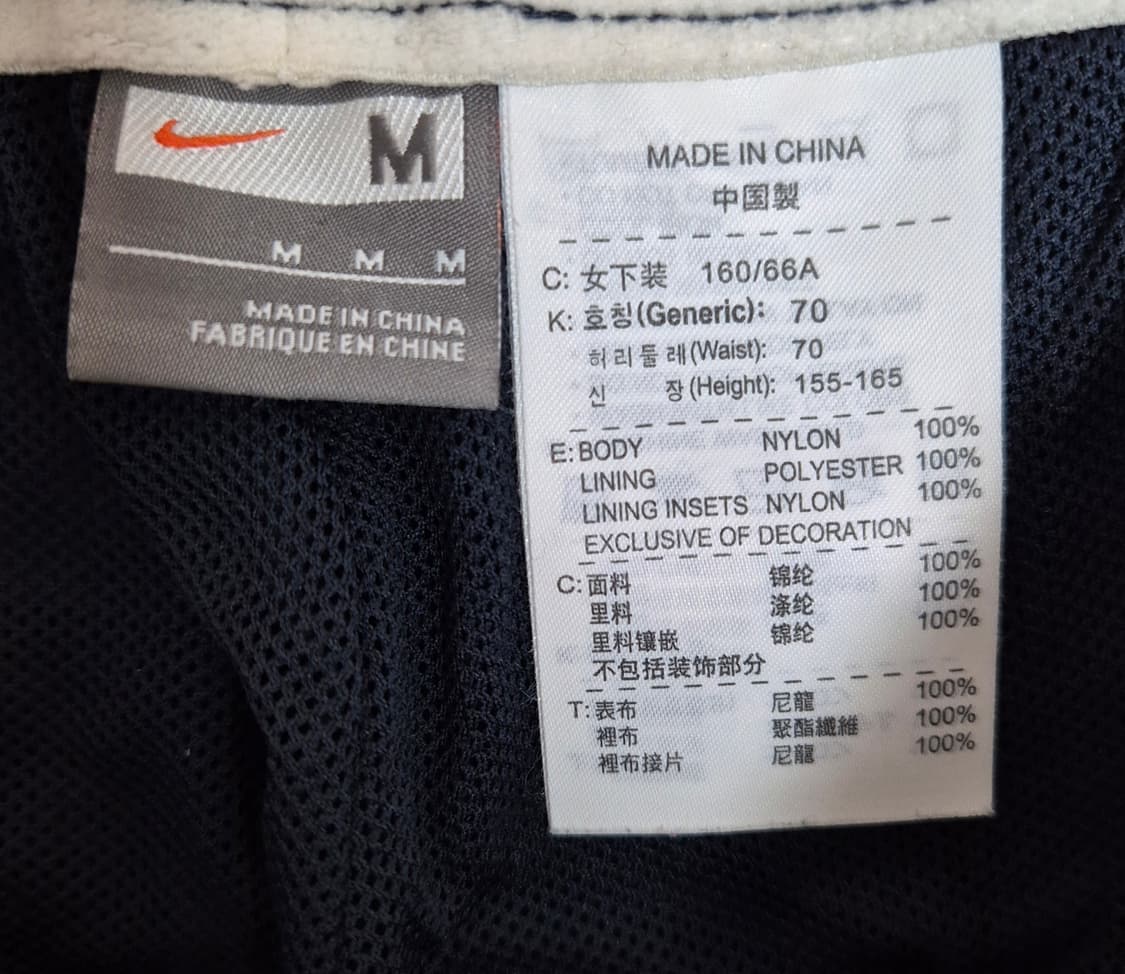 M
M M M
MADE IN CHINA
FABRIQUE EN CHINE
MADE IN CHINA
中国製
C: 女下装 160/66A
K: 호칭(Generic): 70
허리둘레(Waist): 70
신 장(Height): 155-165
E: BODY NYLON 100%
LINING POLYESTER 100%
LINING INSETS NYLON 100%
EXCLUSIVE OF DECORATION
C: 面料 锦纶 100%
里料 涤纶 100%
里料镶嵌 锦纶 100%
不包括装饰部分
T: 表布 尼龍 100%
裡布 聚酯纖維 100%
裡布接片 尼龍 100%